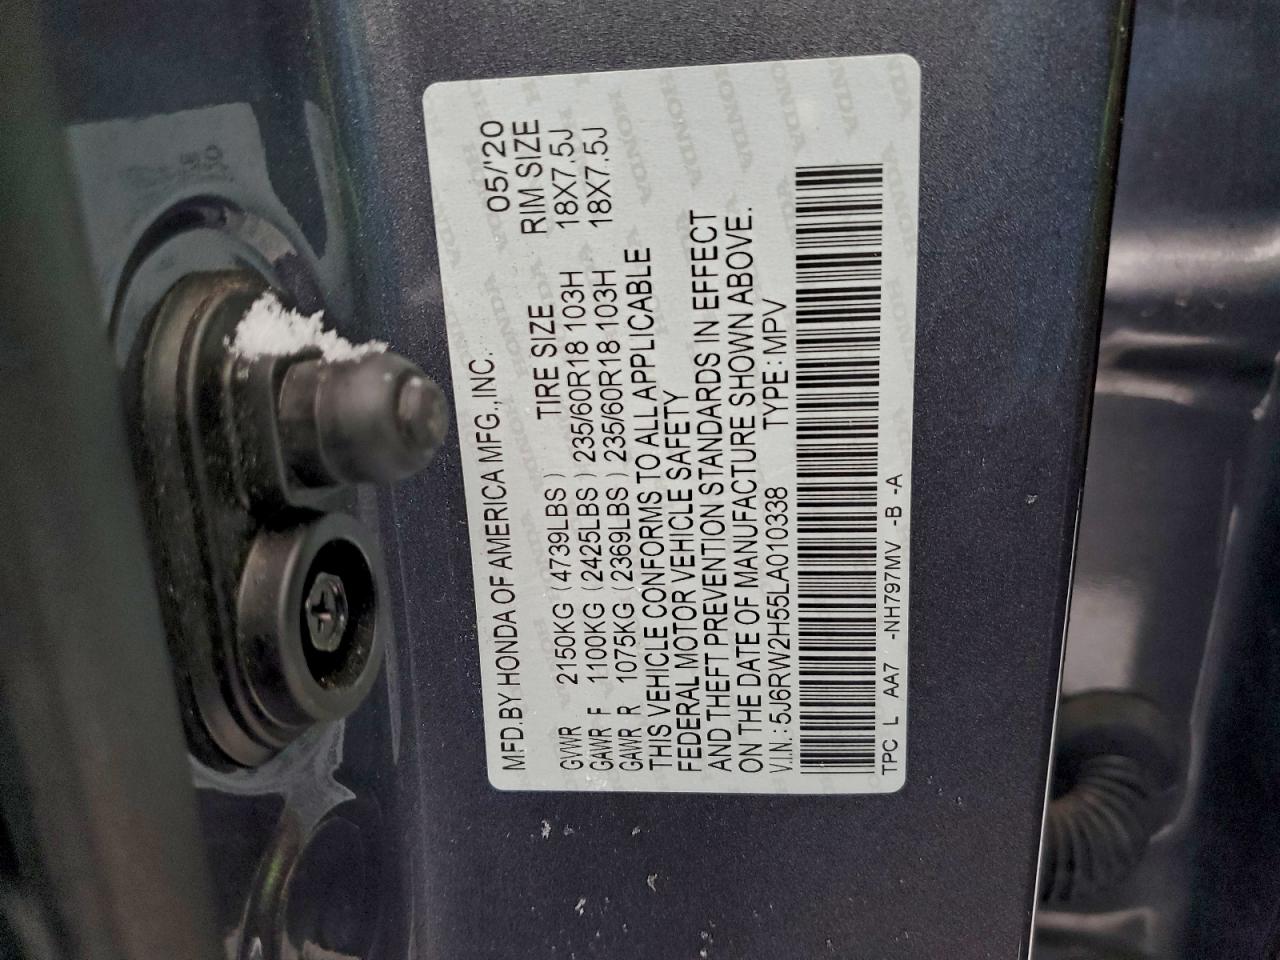 MFD.BY HONDA OF AMERICA MFG.,INC. 05/'20
TIRE SIZE RIM SIZE
GVWR 2150KG (4739LBS)
GAWR F 1100KG (2425LBS) 235/60R18 103H 18X7.5J
GAWR R 1075KG (2369LBS) 235/60R18 103H 18X7.5J
THIS VEHICLE CONFORMS TO ALL APPLICABLE
FEDERAL MOTOR VEHICLE SAFETY
AND THEFT PREVENTION STANDARDS IN EFFECT
ON THE DATE OF MANUFACTURE SHOWN ABOVE.
V.I.N.:5J6RW2H55LA010338 TYPE:MPV
TPC L AA7 -NH797MV -B -A